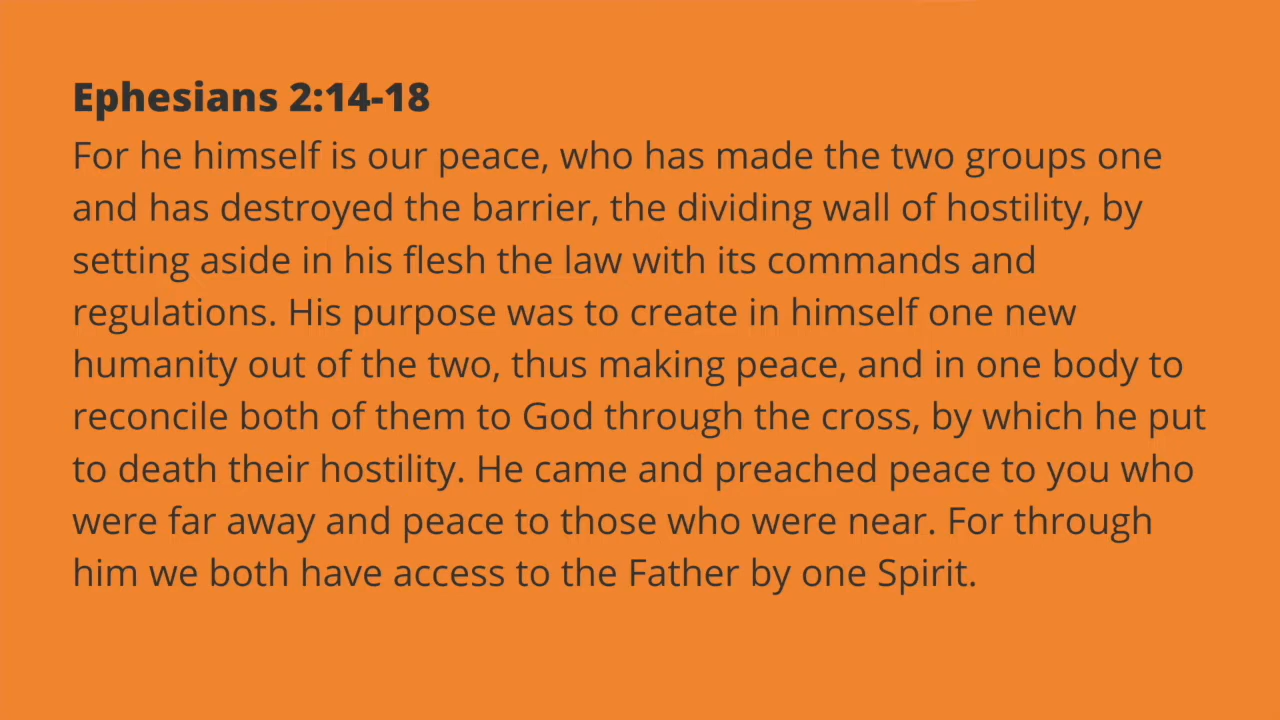 Ephesians 2:14-18
For he himself is our peace, who has made the two groups one
and has destroyed the barrier, the dividing wall of hostility, by
setting aside in his flesh the law with its commands and
regulations. His purpose was to create in himself one new
humanity out of the two, thus making peace, and in one body to
reconcile both of them to God through the cross, by which he put
to death their hostility. He came and preached peace to you who
were far away and peace to those who were near. For through
him we both have access to the Father by one Spirit.